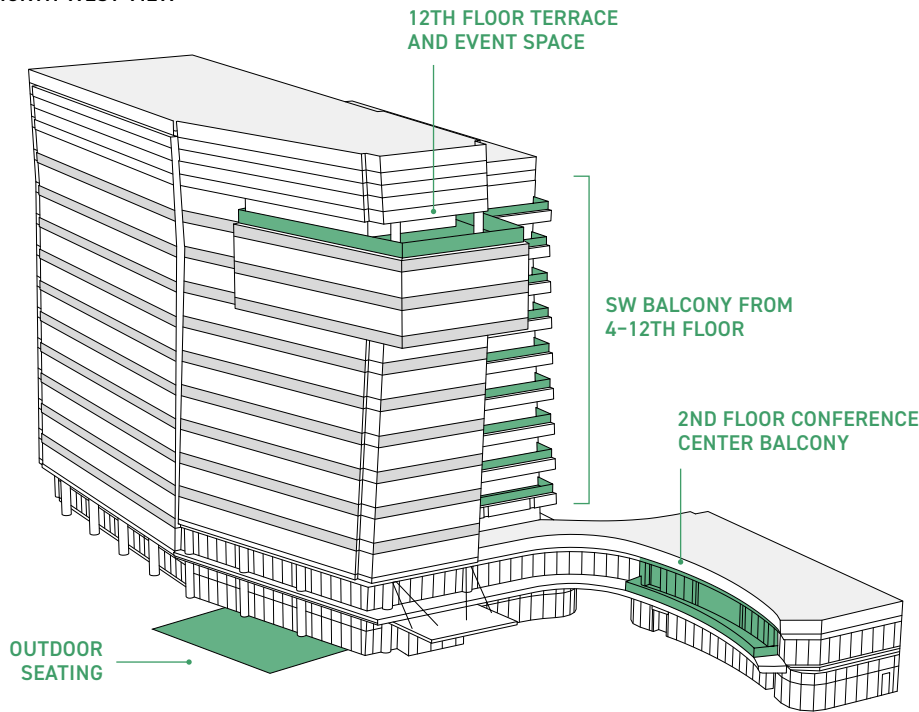 12TH FLOOR TERRACE
AND EVENT SPACE
SW BALCONY FROM
4–12TH FLOOR
2ND FLOOR CONFERENCE
CENTER BALCONY
OUTDOOR
SEATING